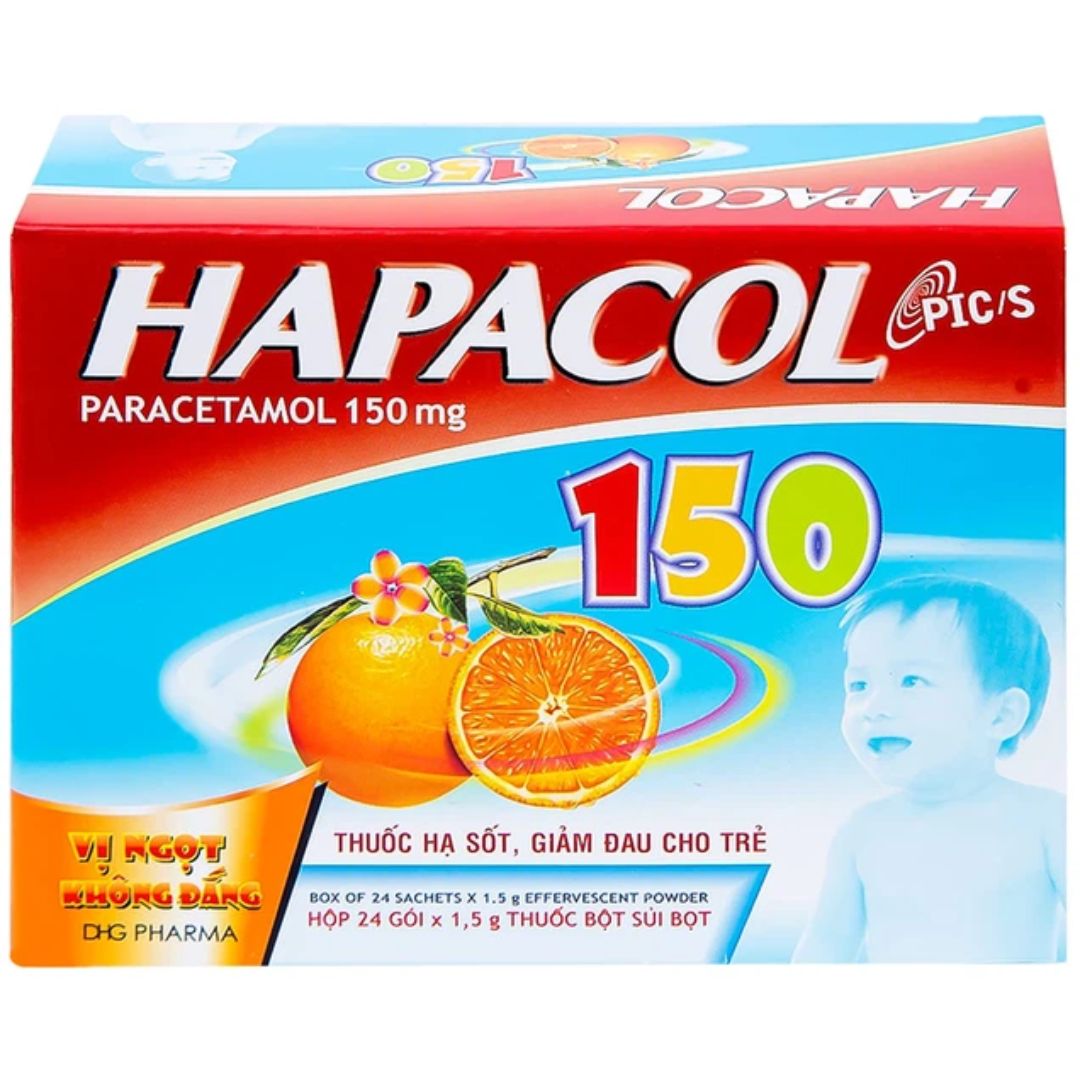 150
HAPACOL
HAPACOL
PIC/S
PARACETAMOL 150 mg
150
THUỐC HẠ SỐT, GIẢM ĐAU CHO TRẺ
VỊ NGỌT
KHÔNG ĐẮNG
DHG PHARMA
BOX OF 24 SACHETS X 1.5 g EFFERVESCENT POWDER
HỘP 24 GÓI x 1,5 g THUỐC BỘT SỦI BỌT